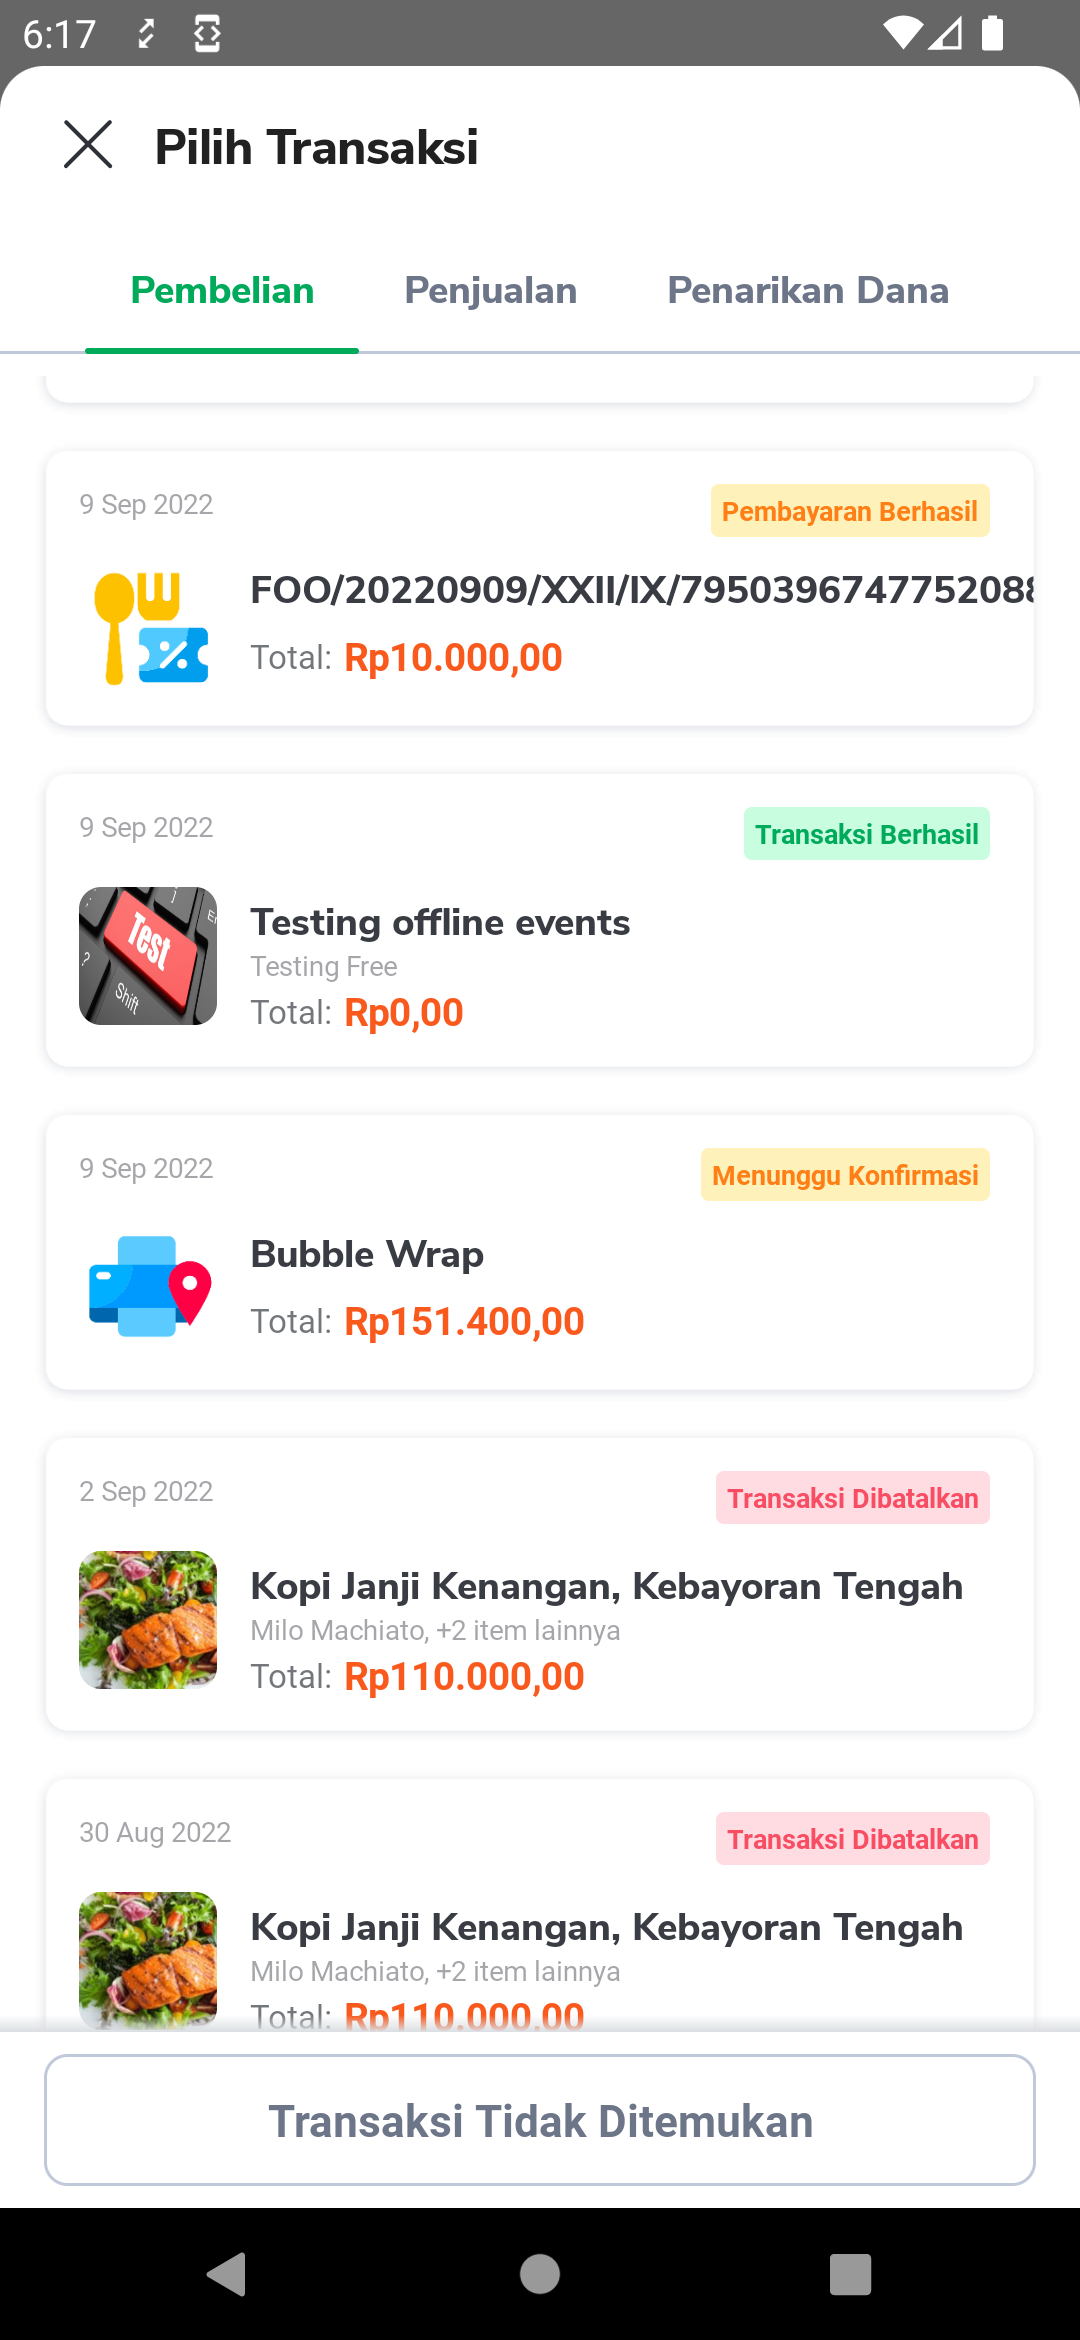 6:17
Pilih Transaksi
Pembelian Penjualan Penarikan Dana
9 Sep 2022 Pembayaran Berhasil
FOO/20220909/XXII/IX/7950396747752088
Total: Rp10.000,00
9 Sep 2022 Transaksi Berhasil
Test
Shift
Testing offline events
Testing Free
Total: Rp0,00
9 Sep 2022 Menunggu Konfirmasi
Bubble Wrap
Total: Rp151.400,00
2 Sep 2022 Transaksi Dibatalkan
Kopi Janji Kenangan, Kebayoran Tengah
Milo Machiato, +2 item lainnya
Total: Rp110.000,00
30 Aug 2022 Transaksi Dibatalkan
Kopi Janji Kenangan, Kebayoran Tengah
Milo Machiato, +2 item lainnya
Total: Rp110.000,00
Transaksi Tidak Ditemukan